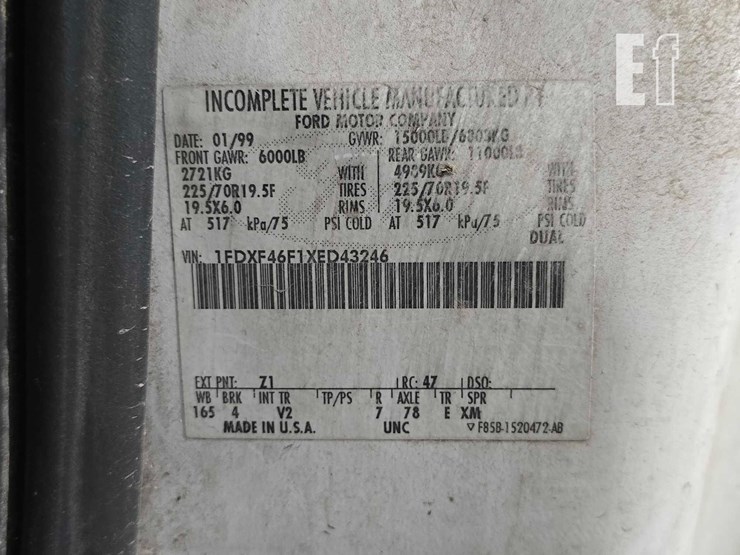 Ef
INCOMPLETE VEHICLE MANUFACTURED BY
FORD MOTOR COMPANY
DATE: 01/99 GVWR: 15000LB/6803KG
FRONT GAWR: 6000LB REAR GAWR: 11000LB
2721KG WITH 4989KG WITH
225/70R19.5F TIRES 225/70R19.5F TIRES
19.5X6.0 RIMS 19.5X6.0 RIMS
AT 517 kPa/75 PSI COLD AT 517 kPa/75 PSI COLD
DUAL
VIN: 1FDXF46F1XED43246
EXT PNT: Z1 RC: 47 DSO:
WB BRK INT TR TP/PS R AXLE TR SPR
165 4 V2 7 78 E XM
MADE IN U.S.A. UNC ▽ F85B-1520472-AB